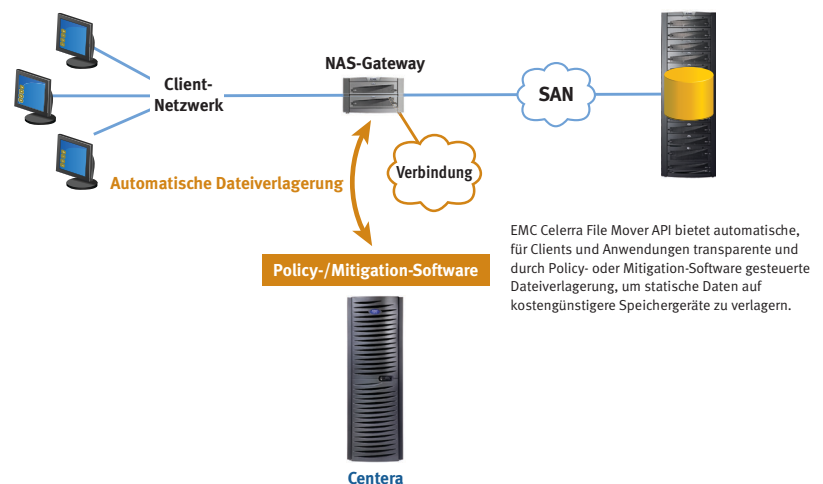 NAS-Gateway
Client-
Netzwerk
SAN
Verbindung
Automatische Dateiverlagerung
Policy-/Mitigation-Software
EMC Celerra File Mover API bietet automatische,
für Clients und Anwendungen transparente und
durch Policy- oder Mitigation-Software gesteuerte
Dateiverlagerung, um statische Daten auf
kostengünstigere Speichergeräte zu verlagern.
Centera